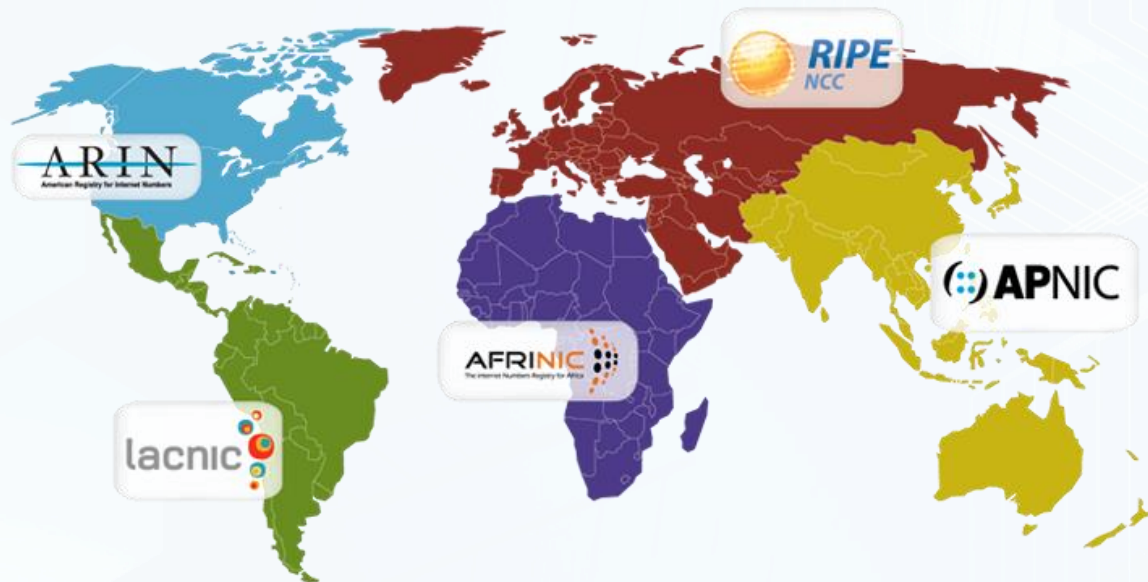 RIPE
NCC
ARIN
American Registry for Internet Numbers
APNIC
AFRINIC
The Internet Numbers Registry for Africa
lacnic